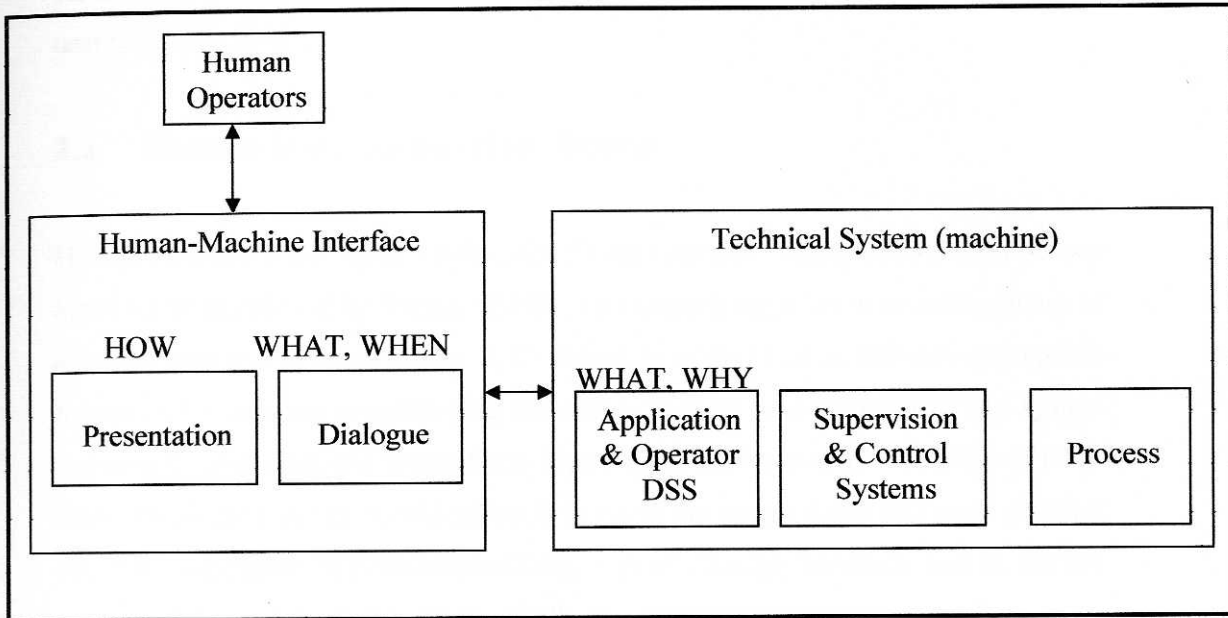 Human
Operators
Human-Machine Interface
HOW
WHAT, WHEN
Presentation
Dialogue
Technical System (machine)
WHAT, WHY
Application
& Operator
DSS
Supervision
& Control
Systems
Process